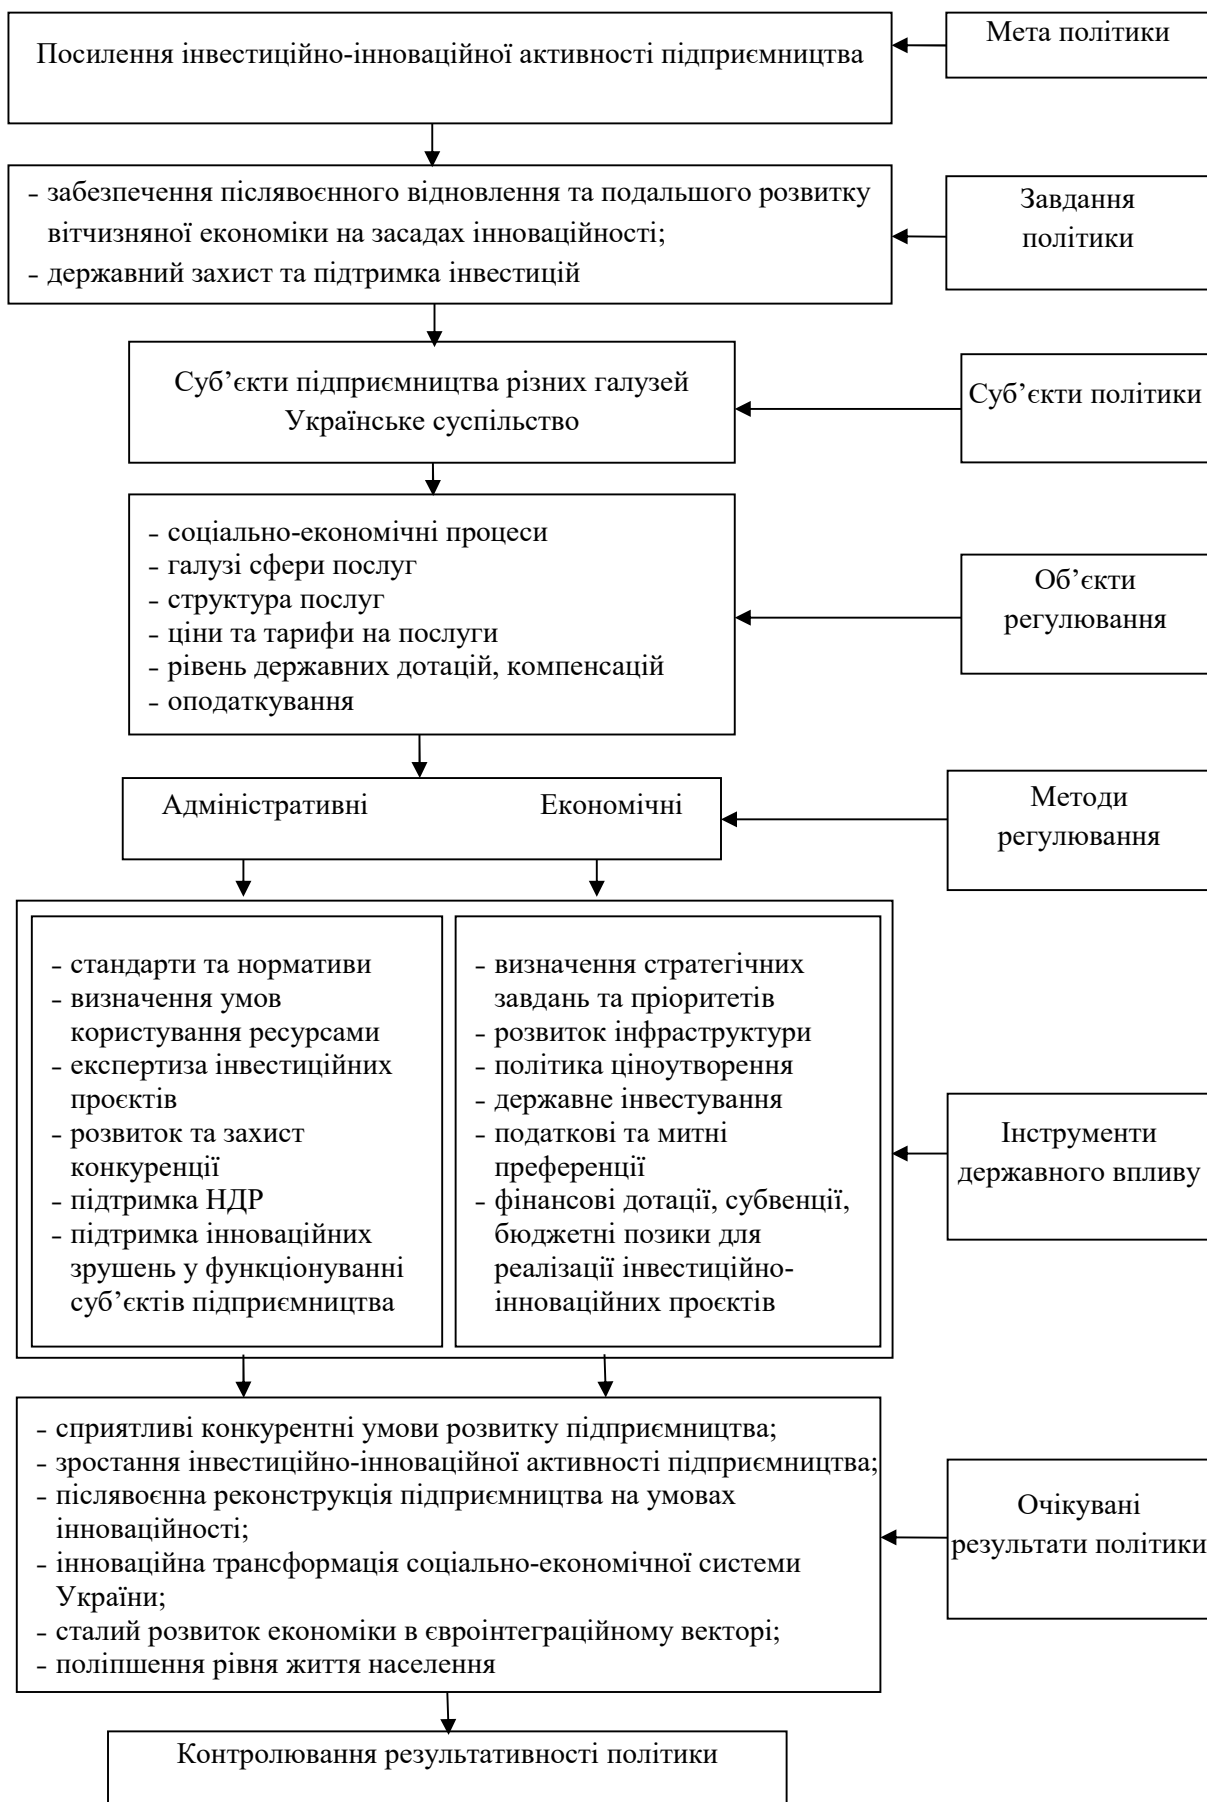 Посилення інвестиційно-інноваційної активності підприємництва
Мета політики
- забезпечення післявоєнного відновлення та подальшого розвитку
вітчизняної економіки на засадах інноваційності;
- державний захист та підтримка інвестицій
Завдання
політики
Суб’єкти підприємництва різних галузей
Українське суспільство
Суб’єкти політики
- соціально-економічні процеси
- галузі сфери послуг
- структура послуг
- ціни та тарифи на послуги
- рівень державних дотацій, компенсацій
- оподаткування
Об’єкти
регулювання
Адміністративні
Економічні
Методи
регулювання
- стандарти та нормативи
- визначення умов
користування ресурсами
- експертиза інвестиційних
проєктів
- розвиток та захист
конкуренції
- підтримка НДР
- підтримка інноваційних
зрушень у функціонуванні
суб’єктів підприємництва
- визначення стратегічних
завдань та пріоритетів
- розвиток інфраструктури
- політика ціноутворення
- державне інвестування
- податкові та митні
преференції
- фінансові дотації, субвенції,
бюджетні позики для
реалізації інвестиційно-
інноваційних проєктів
Інструменти
державного впливу
- сприятливі конкурентні умови розвитку підприємництва;
- зростання інвестиційно-інноваційної активності підприємництва;
- післявоєнна реконструкція підприємництва на умовах
інноваційності;
- інноваційна трансформація соціально-економічної системи
України;
- сталий розвиток економіки в євроінтеграційному векторі;
- поліпшення рівня життя населення
Очікувані
результати політики
Контролювання результативності політики